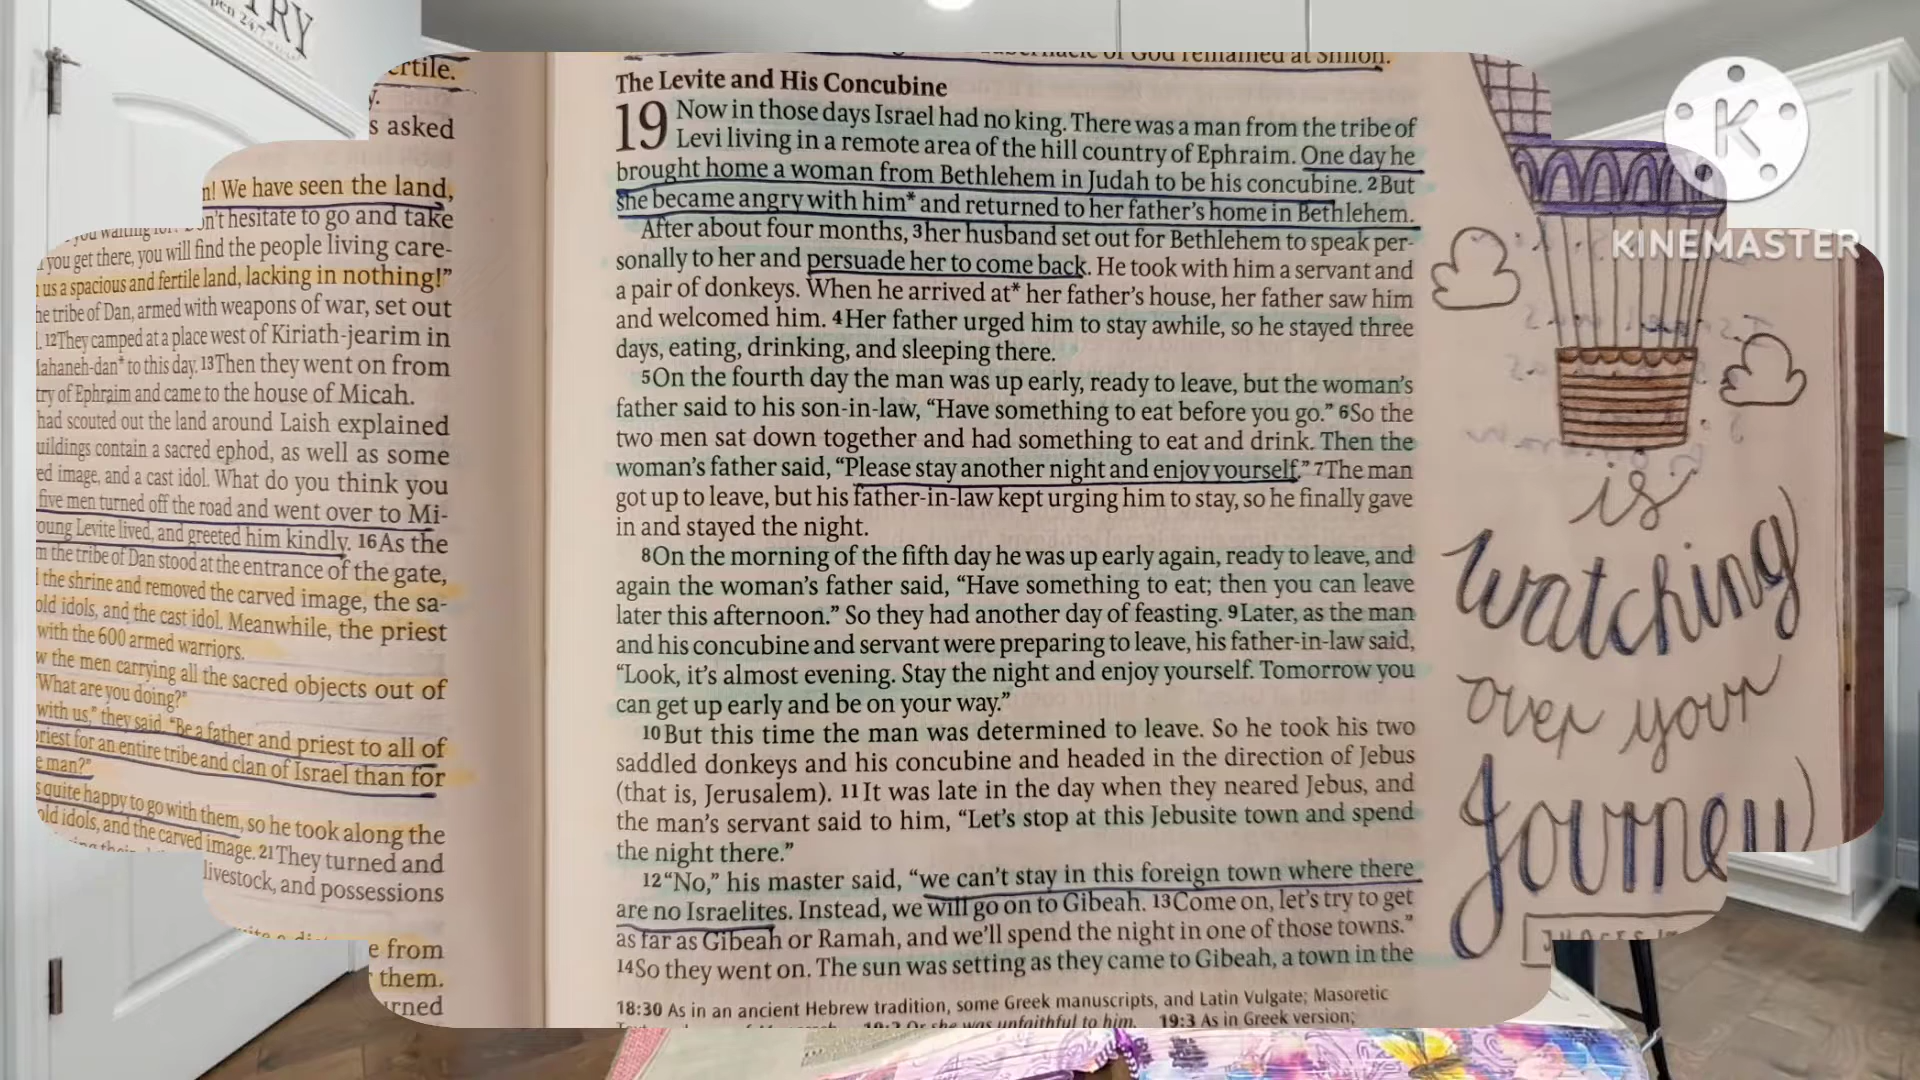 TRY
pen 24/7
KINEMASTER
ertile.
y.
s asked
n! We have seen the land,
on't hesitate to go and take
you get there, you will find the people living care-
us a spacious and fertile land, lacking in nothing!”
he tribe of Dan, armed with weapons of war, set out
12They camped at a place west of Kiriath-jearim in
ahaneh-dan* to this day. 13Then they went on from
try of Ephraim and came to the house of Micah.
had scouted out the land around Laish explained
uildings contain a sacred ephod, as well as some
ed image, and a cast idol. What do you think you
five men turned off the road and went over to Mi-
oung Levite lived, and greeted him kindly. 16As the
m the tribe of Dan stood at the entrance of the gate,
the shrine and removed the carved image, the sa-
old idols, and the cast idol. Meanwhile, the priest
with the 600 armed warriors.
w the men carrying all the sacred objects out of
“What are you doing?”
with us,” they said. “Be a father and priest to all of
riest for an entire tribe and clan of Israel than for
e man?”
s quite happy to go with them, so he took along the
old idols, and the carved image. 21They turned and
livestock, and possessions
e from
them.
urned
of God remained at Shiloh.
The Levite and His Concubine
19 Now in those days Israel had no king. There was a man from the tribe of
Levi living in a remote area of the hill country of Ephraim. One day he
brought home a woman from Bethlehem in Judah to be his concubine. 2But
she became angry with him* and returned to her father’s home in Bethlehem.
After about four months, 3her husband set out for Bethlehem to speak per-
sonally to her and persuade her to come back. He took with him a servant and
a pair of donkeys. When he arrived at* her father’s house, her father saw him
and welcomed him. 4Her father urged him to stay awhile, so he stayed three
days, eating, drinking, and sleeping there.
5On the fourth day the man was up early, ready to leave, but the woman’s
father said to his son-in-law, “Have something to eat before you go.” 6So the
two men sat down together and had something to eat and drink. Then the
woman’s father said, “Please stay another night and enjoy yourself.” 7The man
got up to leave, but his father-in-law kept urging him to stay, so he finally gave
in and stayed the night.
8On the morning of the fifth day he was up early again, ready to leave, and
again the woman’s father said, “Have something to eat; then you can leave
later this afternoon.” So they had another day of feasting. 9Later, as the man
and his concubine and servant were preparing to leave, his father-in-law said,
“Look, it’s almost evening. Stay the night and enjoy yourself. Tomorrow you
can get up early and be on your way.”
10But this time the man was determined to leave. So he took his two
saddled donkeys and his concubine and headed in the direction of Jebus
(that is, Jerusalem). 11It was late in the day when they neared Jebus, and
the man’s servant said to him, “Let’s stop at this Jebusite town and spend
the night there.”
12“No,” his master said, “we can’t stay in this foreign town where there
are no Israelites. Instead, we will go on to Gibeah. 13Come on, let’s try to get
as far as Gibeah or Ramah, and we’ll spend the night in one of those towns.”
14So they went on. The sun was setting as they came to Gibeah, a town in the
18:30 As in an ancient Hebrew tradition, some Greek manuscripts, and Latin Vulgate; Masoretic
19:2 Or she was unfaithful to him. 19:3 As in Greek version;
is
watching
over your
Journey
JUDGES